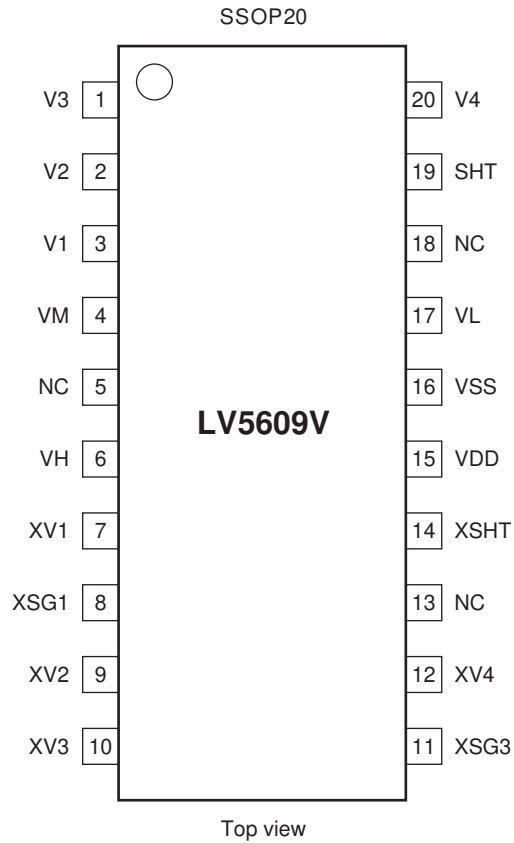 SSOP20
V3 1 20 V4
V2 2 19 SHT
V1 3 18 NC
VM 4 17 VL
NC 5 16 VSS
LV5609V
VH 6 15 VDD
XV1 7 14 XSHT
XSG1 8 13 NC
XV2 9 12 XV4
XV3 10 11 XSG3
Top view